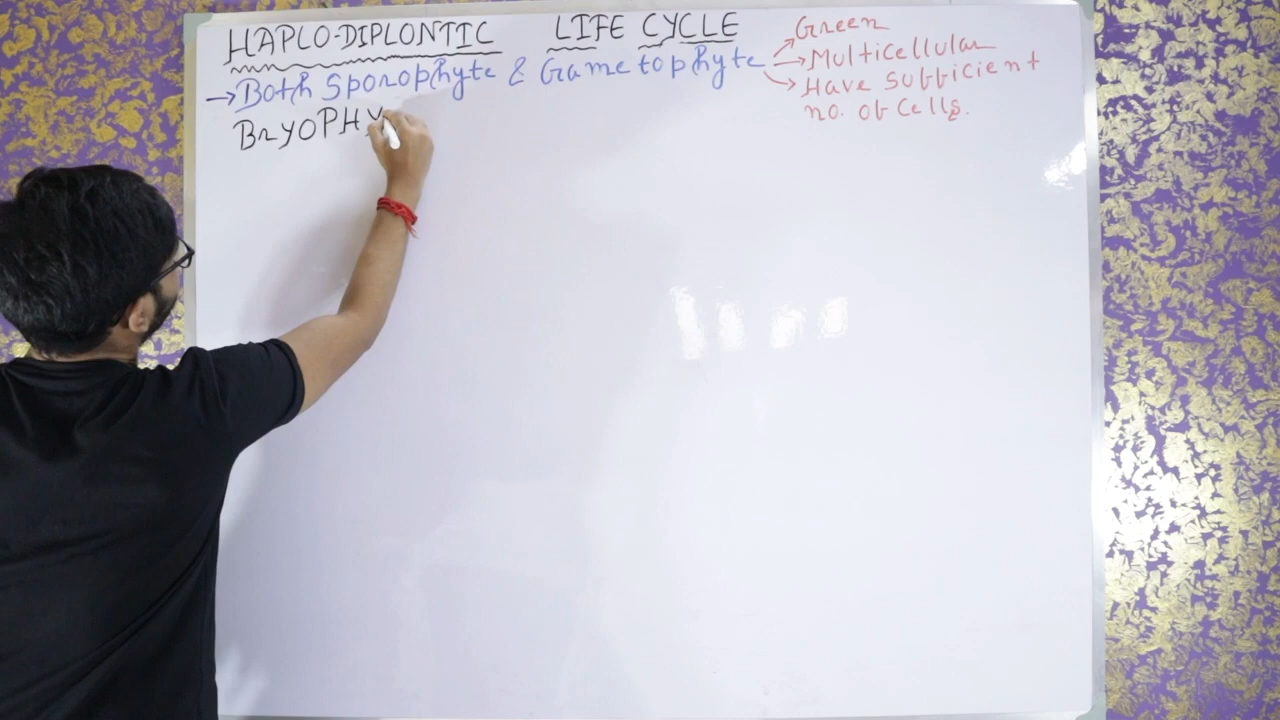 HAPLO-DIPLONTIC LIFE CYCLE
→Both Sporophyte & Gametophyte
→Green
→Multicellular
→Have sufficient
no. of Cells.
BryOPHY